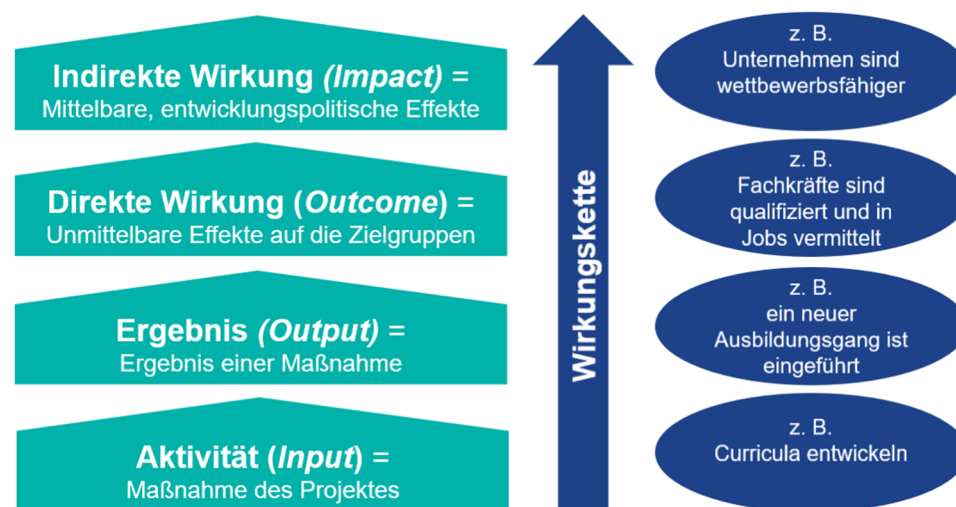 Indirekte Wirkung (Impact) =
Mittelbare, entwicklungspolitische Effekte
Direkte Wirkung (Outcome) =
Unmittelbare Effekte auf die Zielgruppen
Ergebnis (Output) =
Ergebnis einer Maßnahme
Aktivität (Input) =
Maßnahme des Projektes
Wirkungskette
z. B.
Unternehmen sind
wettbewerbsfähiger
z. B.
Fachkräfte sind
qualifiziert und in
Jobs vermittelt
z. B.
ein neuer
Ausbildungsgang ist
eingeführt
z. B.
Curricula entwickeln